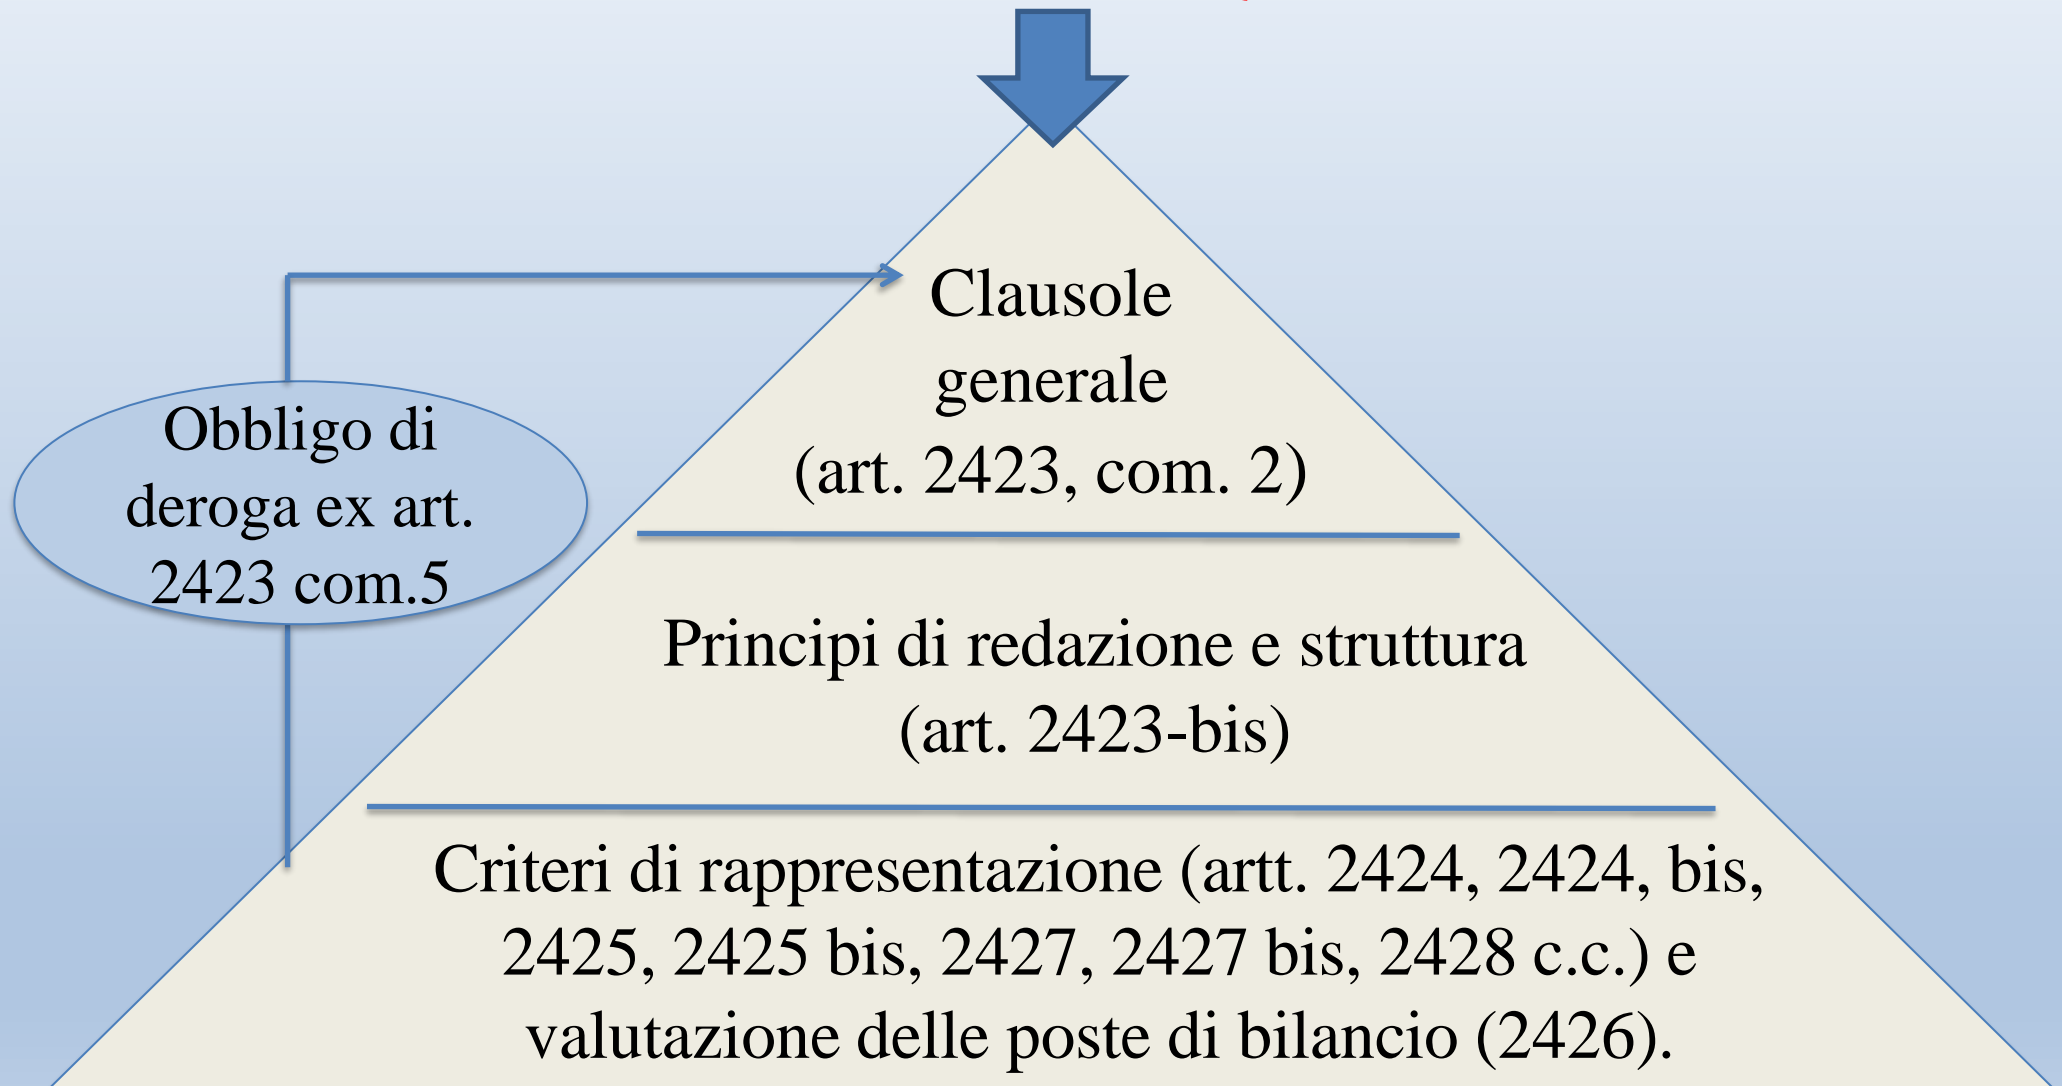 Clausole
generale
(art. 2423, com. 2)
Obbligo di
deroga ex art.
2423 com.5
Principi di redazione e struttura
(art. 2423-bis)
Criteri di rappresentazione (artt. 2424, 2424, bis,
2425, 2425 bis, 2427, 2427 bis, 2428 c.c.) e
valutazione delle poste di bilancio (2426).